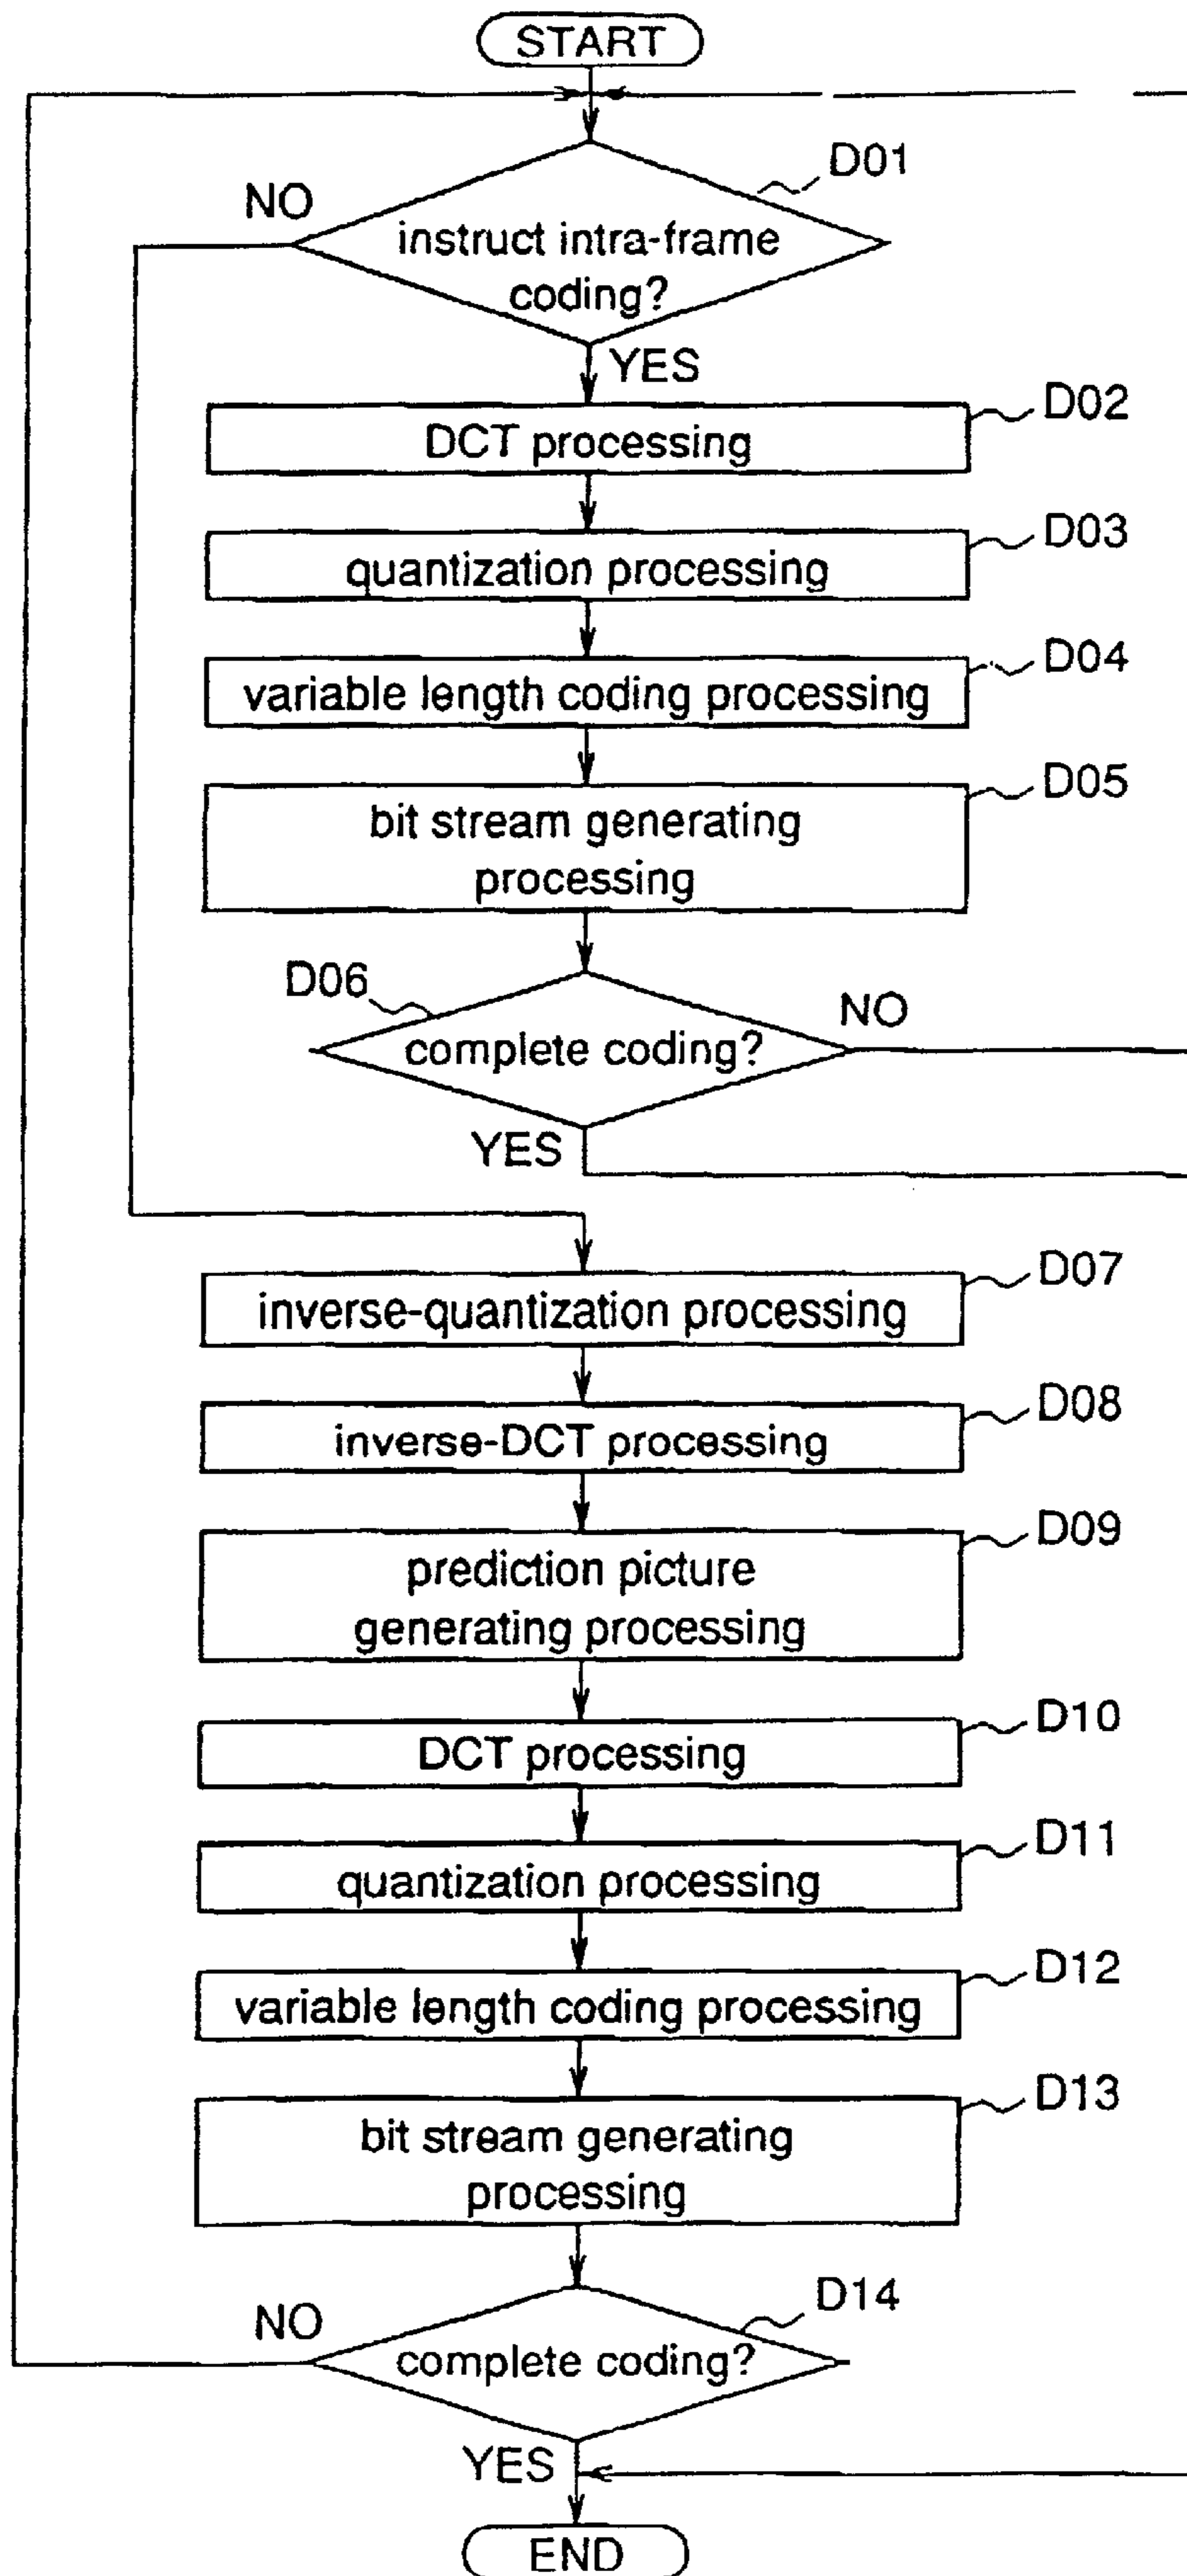 START
D01
NO
instruct intra-frame
coding?
YES
D02
DCT processing
D03
quantization processing
D04
variable length coding processing
D05
bit stream generating
processing
D06
NO
complete coding?
YES
D07
inverse-quantization processing
D08
inverse-DCT processing
D09
prediction picture
generating processing
D10
DCT processing
D11
quantization processing
D12
variable length coding processing
D13
bit stream generating
processing
D14
NO
complete coding?
YES
END